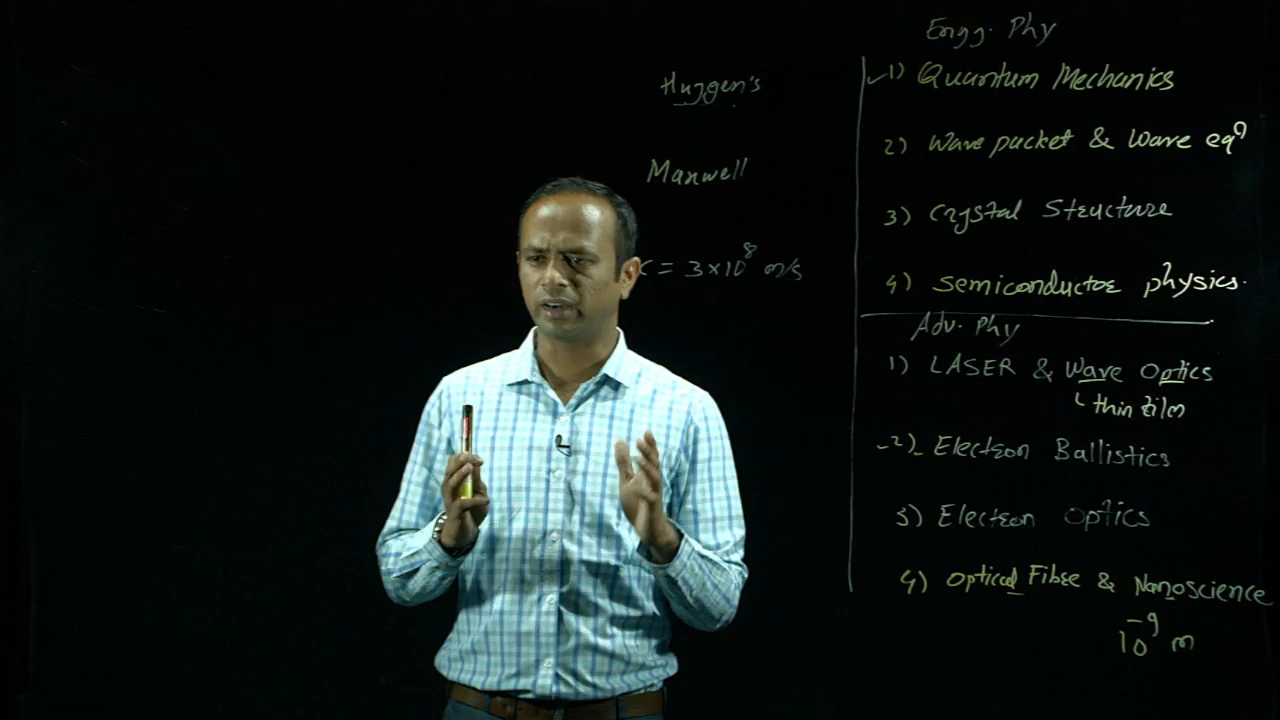 Huygen's
Maxwell
c = 3×10⁸ m/s
Engg. Phy
1) Quantum Mechanics
2) Wave packet & Wave eqⁿ
3) Crystal Structure
4) Semiconductor physics.
Adv. Phy
1) LASER & Wave Optics
thin film
2) Electron Ballistics
3) Electron Optics
4) Optical Fibre & Nanoscience
10⁻⁹ m